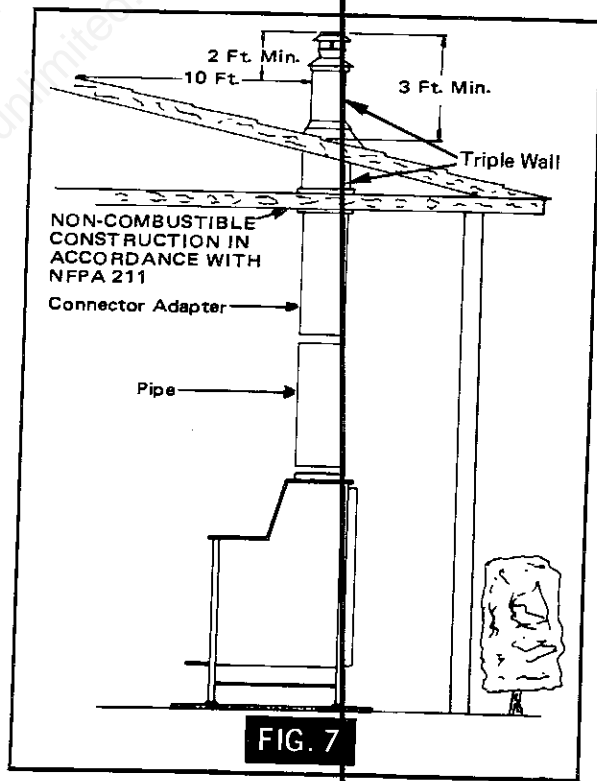 unlimited
2 Ft. Min.
10 Ft.
3 Ft. Min.
Triple Wall
NON-COMBUSTIBLE
CONSTRUCTION IN
ACCORDANCE WITH
NFPA 211
Connector Adapter
Pipe
FIG. 7